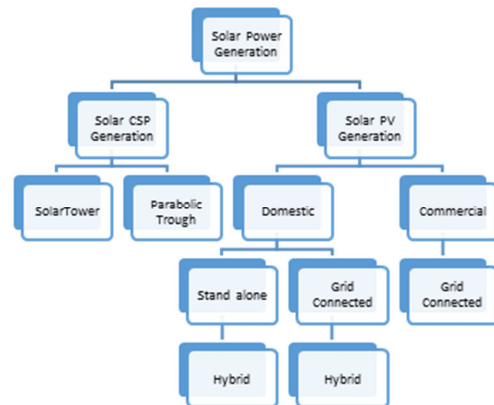 Solar Power
Generation
Solar CSP
Generation
Solar PV
Generation
SolarTower
Parabolic
Trough
Domestic
Commercial
Stand alone
Grid
Connected
Grid
Connected
Hybrid
Hybrid